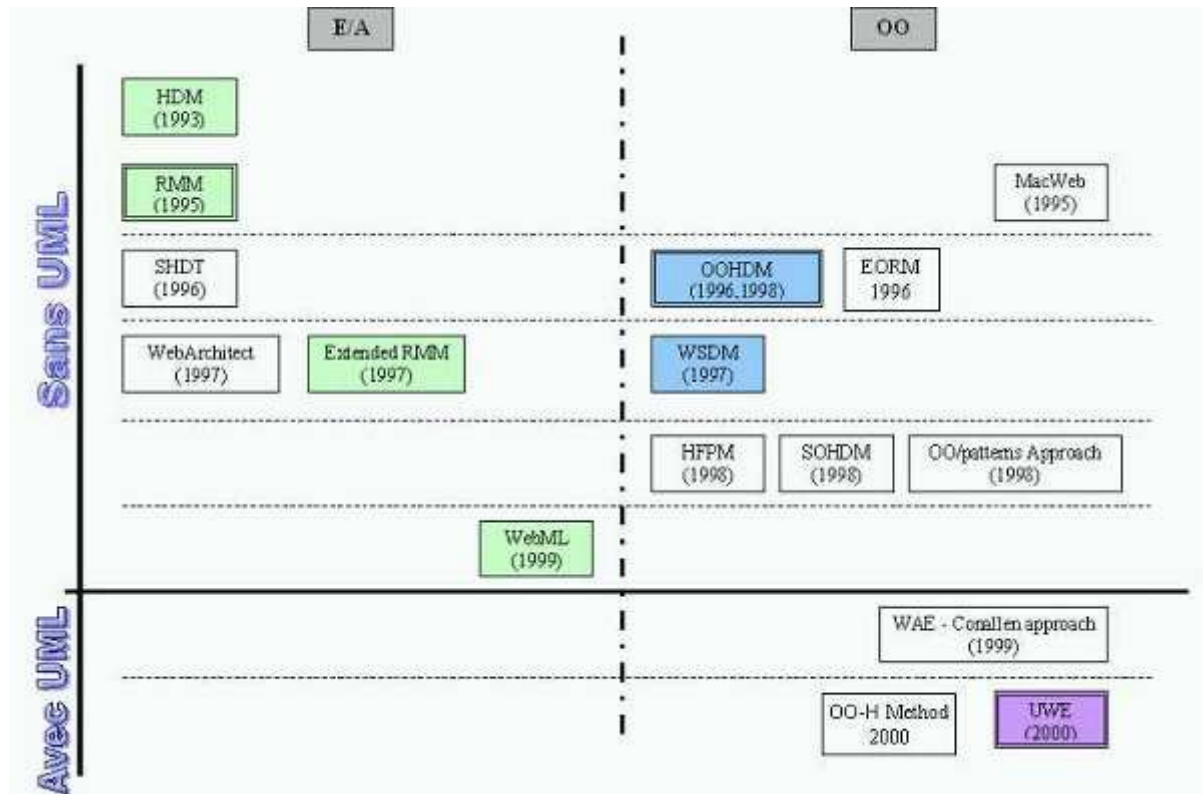 E/A
OO
Sans UML
HDM
(1993)
RMM
(1995)
MacWeb
(1995)
SHDT
(1996)
OOHDM
(1996,1998)
EORM
1996
WebArchitect
(1997)
Extended RMM
(1997)
WSDM
(1997)
HFPM
(1998)
SOHDM
(1998)
OO/patterns Approach
(1998)
WebML
(1999)
Avec UML
WAE - Conallen approach
(1999)
OO-H Method
2000
UWE
(2000)